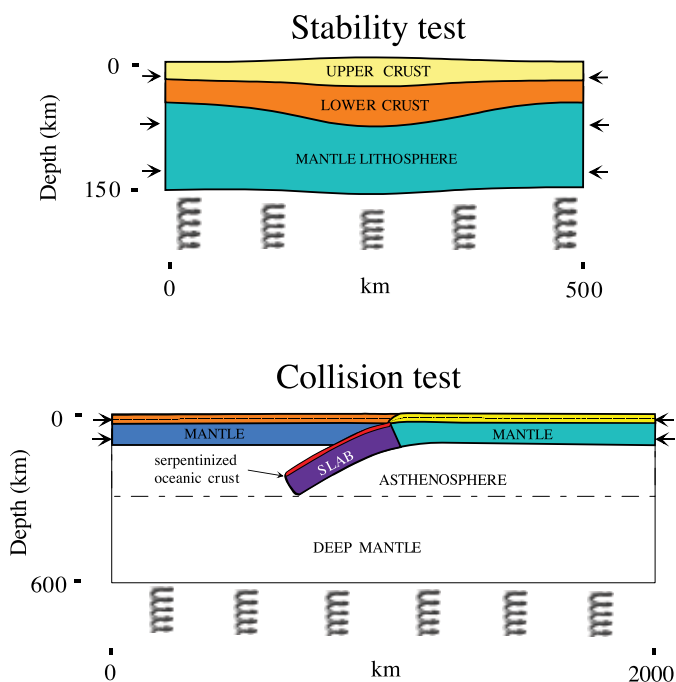 Stability test
0
UPPER CRUST
LOWER CRUST
Depth (km)
MANTLE LITHOSPHERE
150
0
km
500
Collision test
0
MANTLE
MANTLE
SLAB
serpentinized
oceanic crust
ASTHENOSPHERE
Depth (km)
DEEP MANTLE
600
0
km
2000